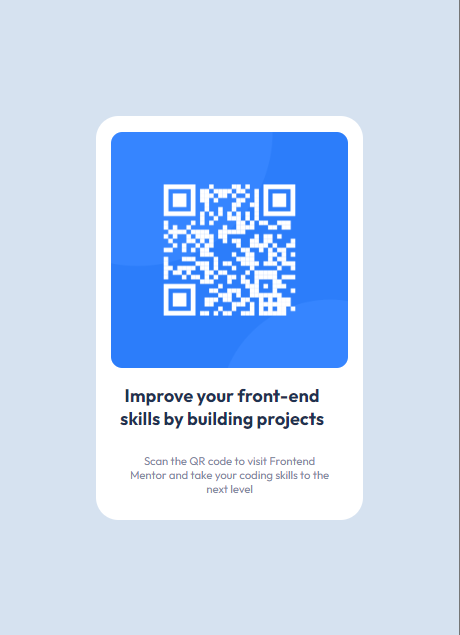 Improve your front-end
skills by building projects
Scan the QR code to visit Frontend
Mentor and take your coding skills to the
next level